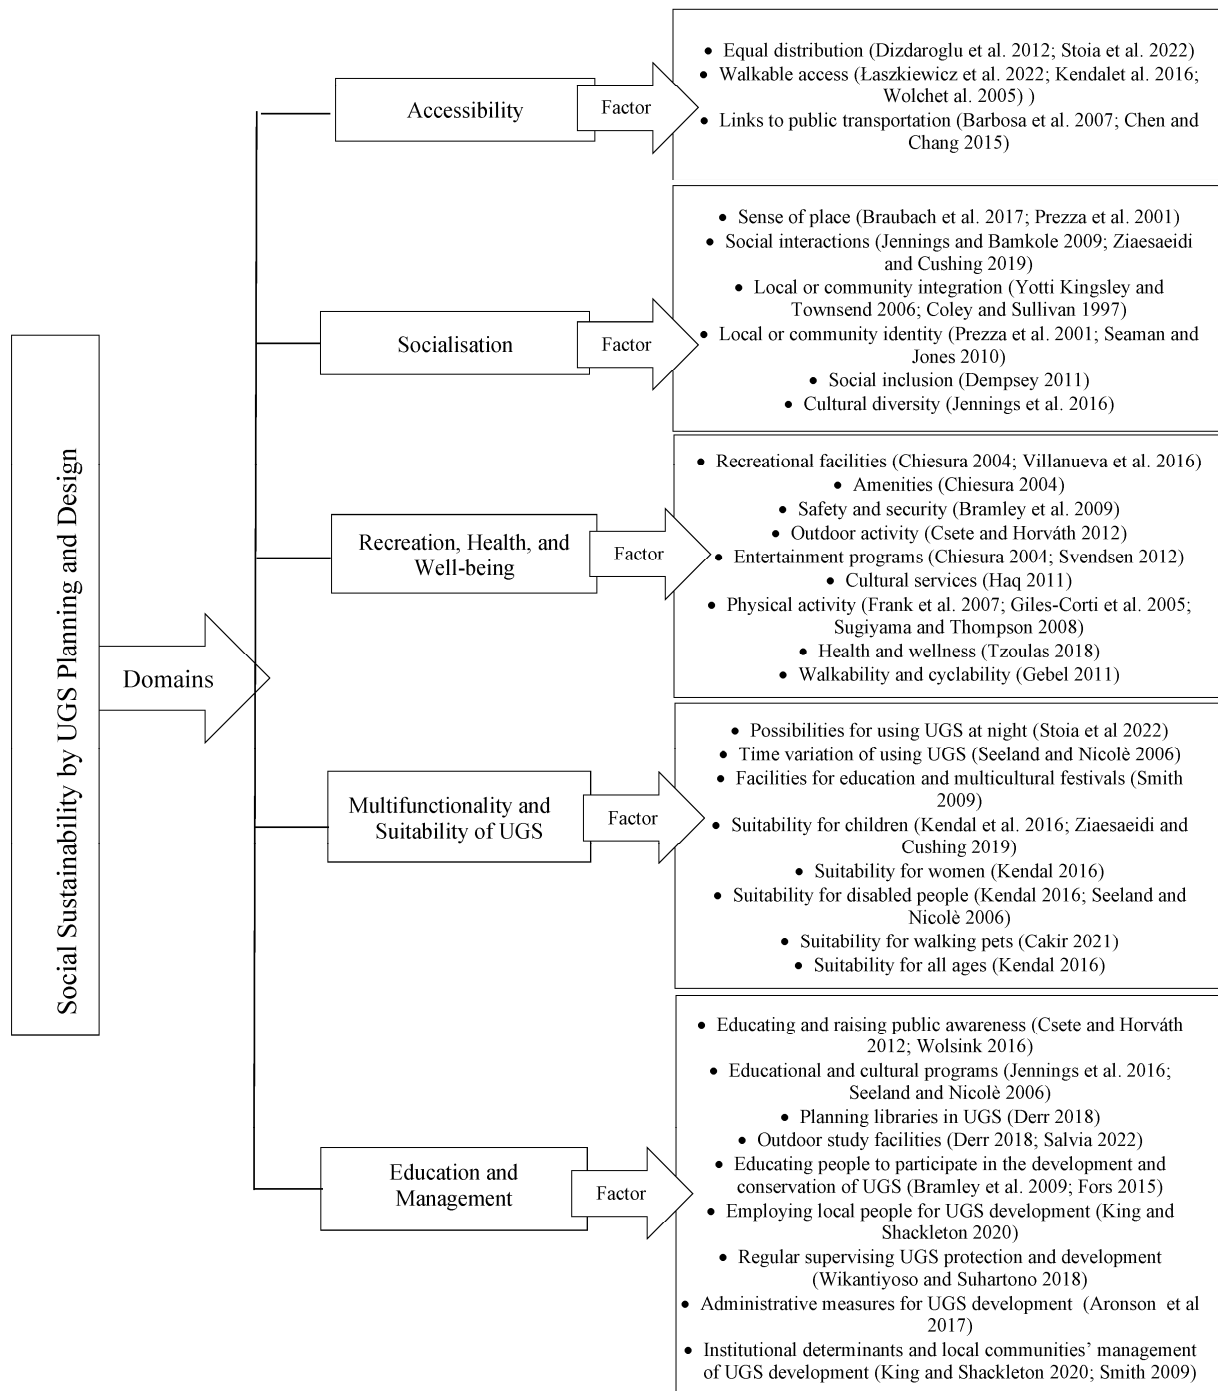 Social Sustainability by UGS Planning and Design
Domains
Accessibility
Factor
• Equal distribution (Dizdaroglu et al. 2012; Stoia et al. 2022)
• Walkable access (Łaszkiewicz et al. 2022; Kendalet al. 2016;
Wolchet al. 2005) )
• Links to public transportation (Barbosa et al. 2007; Chen and
Chang 2015)
Socialisation
Factor
• Sense of place (Braubach et al. 2017; Prezza et al. 2001)
• Social interactions (Jennings and Bamkole 2009; Ziaesaeidi
and Cushing 2019)
• Local or community integration (Yotti Kingsley and
Townsend 2006; Coley and Sullivan 1997)
• Local or community identity (Prezza et al. 2001; Seaman and
Jones 2010)
• Social inclusion (Dempsey 2011)
• Cultural diversity (Jennings et al. 2016)
Recreation, Health, and
Well-being
Factor
• Recreational facilities (Chiesura 2004; Villanueva et al. 2016)
• Amenities (Chiesura 2004)
• Safety and security (Bramley et al. 2009)
• Outdoor activity (Csete and Horváth 2012)
• Entertainment programs (Chiesura 2004; Svendsen 2012)
• Cultural services (Haq 2011)
• Physical activity (Frank et al. 2007; Giles-Corti et al. 2005;
Sugiyama and Thompson 2008)
• Health and wellness (Tzoulas 2018)
• Walkability and cyclability (Gebel 2011)
Multifunctionality and
Suitability of UGS
Factor
• Possibilities for using UGS at night (Stoia et al 2022)
• Time variation of using UGS (Seeland and Nicolè 2006)
• Facilities for education and multicultural festivals (Smith
2009)
• Suitability for children (Kendal et al. 2016; Ziaesaeidi and
Cushing 2019)
• Suitability for women (Kendal 2016)
• Suitability for disabled people (Kendal 2016; Seeland and
Nicolè 2006)
• Suitability for walking pets (Cakir 2021)
• Suitability for all ages (Kendal 2016)
Education and
Management
Factor
• Educating and raising public awareness (Csete and Horváth
2012; Wolsink 2016)
• Educational and cultural programs (Jennings et al. 2016;
Seeland and Nicolè 2006)
• Planning libraries in UGS (Derr 2018)
• Outdoor study facilities (Derr 2018; Salvia 2022)
• Educating people to participate in the development and
conservation of UGS (Bramley et al. 2009; Fors 2015)
• Employing local people for UGS development (King and
Shackleton 2020)
• Regular supervising UGS protection and development
(Wikantiyoso and Suhartono 2018)
• Administrative measures for UGS development (Aronson et al
2017)
• Institutional determinants and local communities’ management
of UGS development (King and Shackleton 2020; Smith 2009)